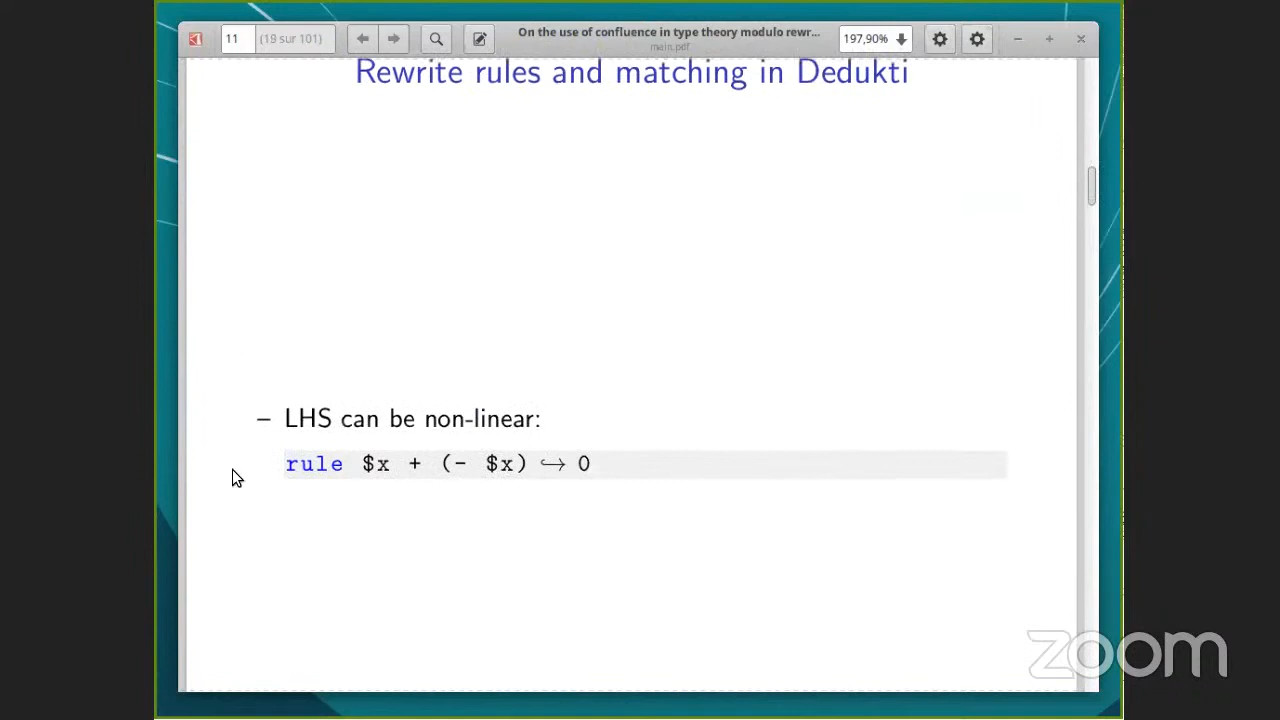 11
(19 sur 101)
On the use of confluence in type theory modulo rewr...
main.pdf
197,90%
Rewrite rules and matching in Dedukti
– LHS can be non-linear:
rule $x + (- $x) ↪ 0
zoom